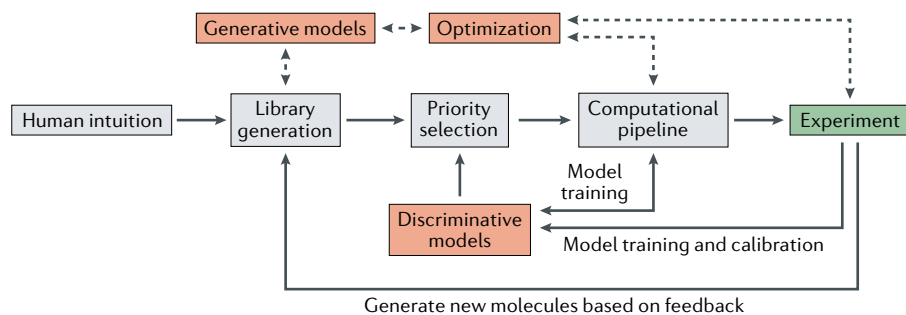 Generative models
Optimization
Human intuition
Library
generation
Priority
selection
Computational
pipeline
Experiment
Model
training
Discriminative
models
Model training and calibration
Generate new molecules based on feedback